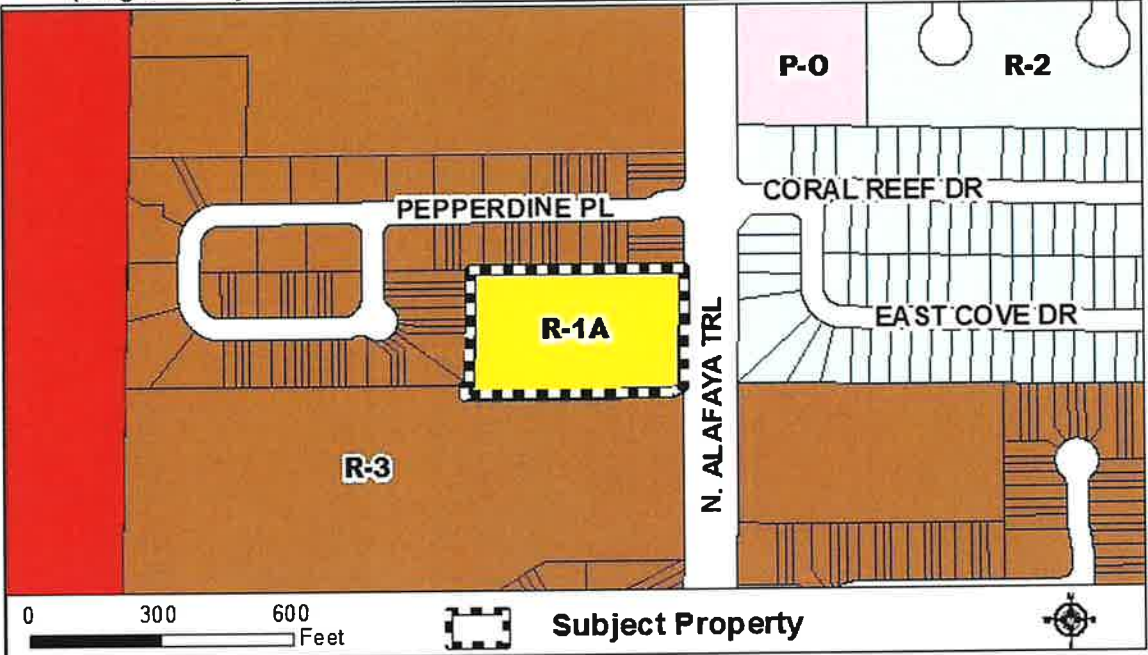 P-O
R-2
CORAL REEF DR
PEPPERDINE PL
EAST COVE DR
R-1A
N. ALAFAYA TRL
R-3
0 300 600
Feet
Subject Property